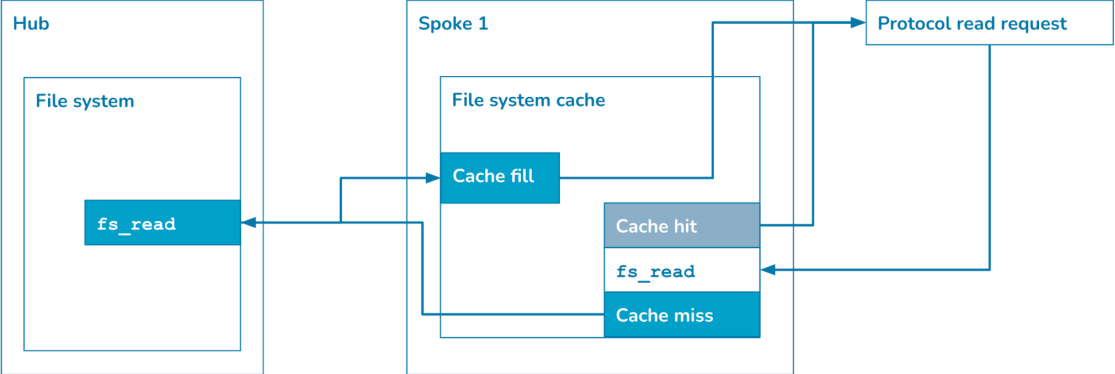 Hub
File system
fs_read
Spoke 1
File system cache
Cache fill
Cache hit
fs_read
Cache miss
Protocol read request